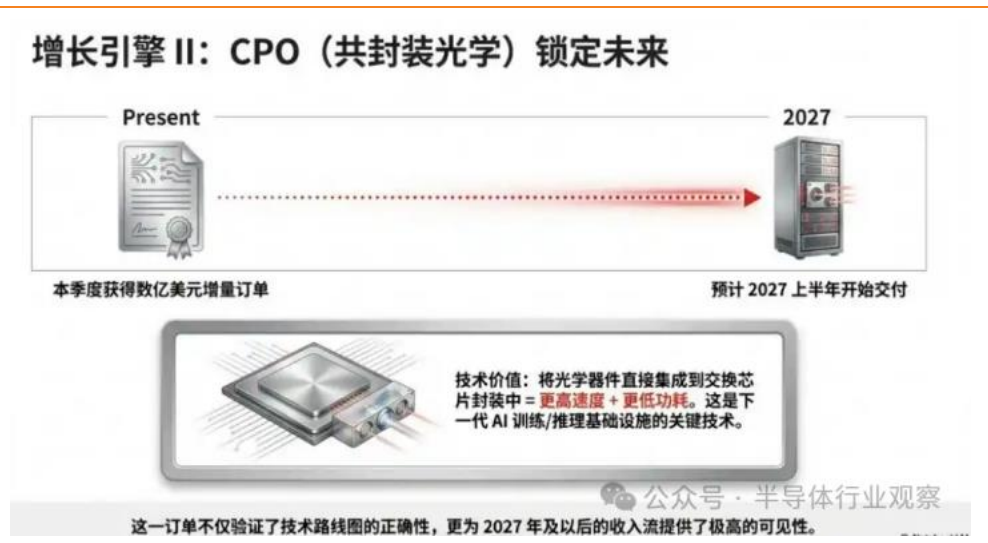 增长引擎 II：CPO（共封装光学）锁定未来
Present
2027
本季度获得数亿美元增量订单
预计 2027 上半年开始交付
技术价值：将光学器件直接集成到交换芯
片封装中 = 更高速度 + 更低功耗。这是下
一代 AI 训练/推理基础设施的关键技术。
公众号 · 半导体行业观察
这一订单不仅验证了技术路线图的正确性，更为 2027 年及以后的收入流提供了极高的可见性。